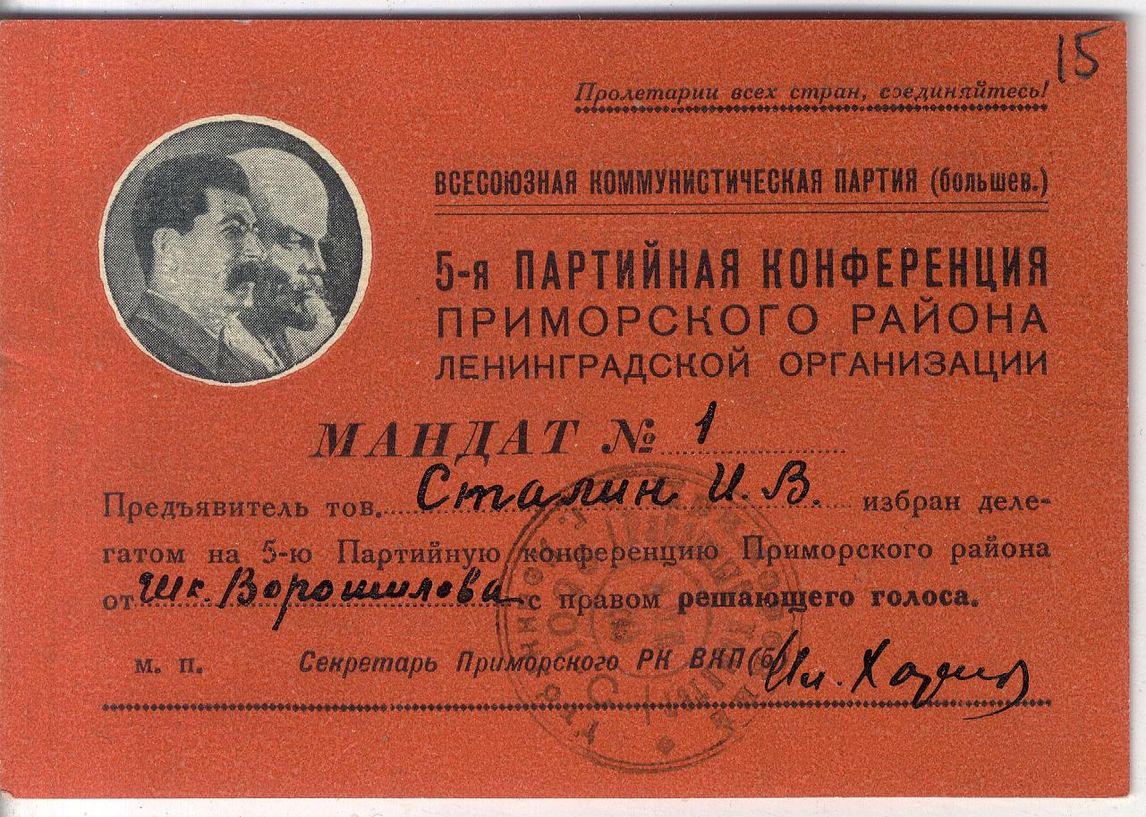 15
Пролетарии всех стран, соединяйтесь!
ВСЕСОЮЗНАЯ КОММУНИСТИЧЕСКАЯ ПАРТИЯ (большев.)
5-я ПАРТИЙНАЯ КОНФЕРЕНЦИЯ
ПРИМОРСКОГО РАЙОНА
ЛЕНИНГРАДСКОЙ ОРГАНИЗАЦИИ
МАНДАТ № 1
Предъявитель тов. Сталин И. В. избран деле-
гатом на 5-ю Партийную конференцию Приморского района
от шк. Ворошилова с правом решающего голоса.
м. п. Секретарь Приморского РК ВКП(б)